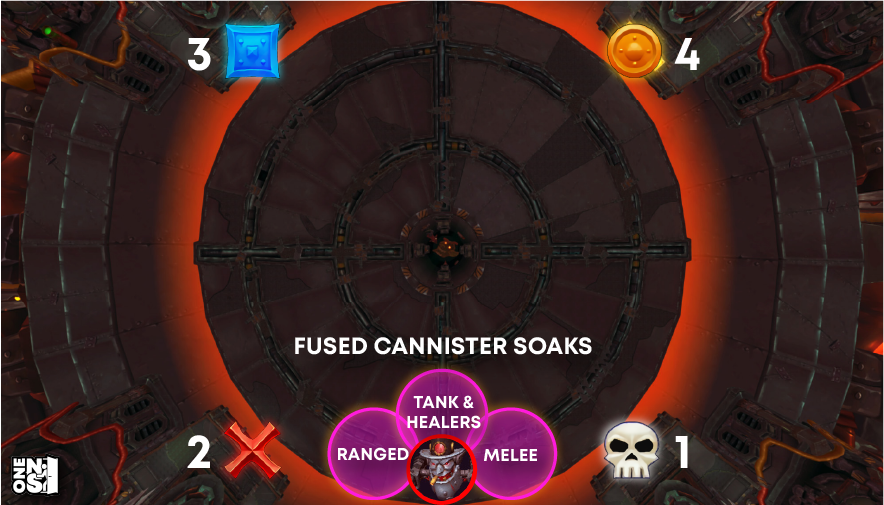 3
4
FUSED CANNISTER SOAKS
TANK &
HEALERS
RANGED
MELEE
2
1